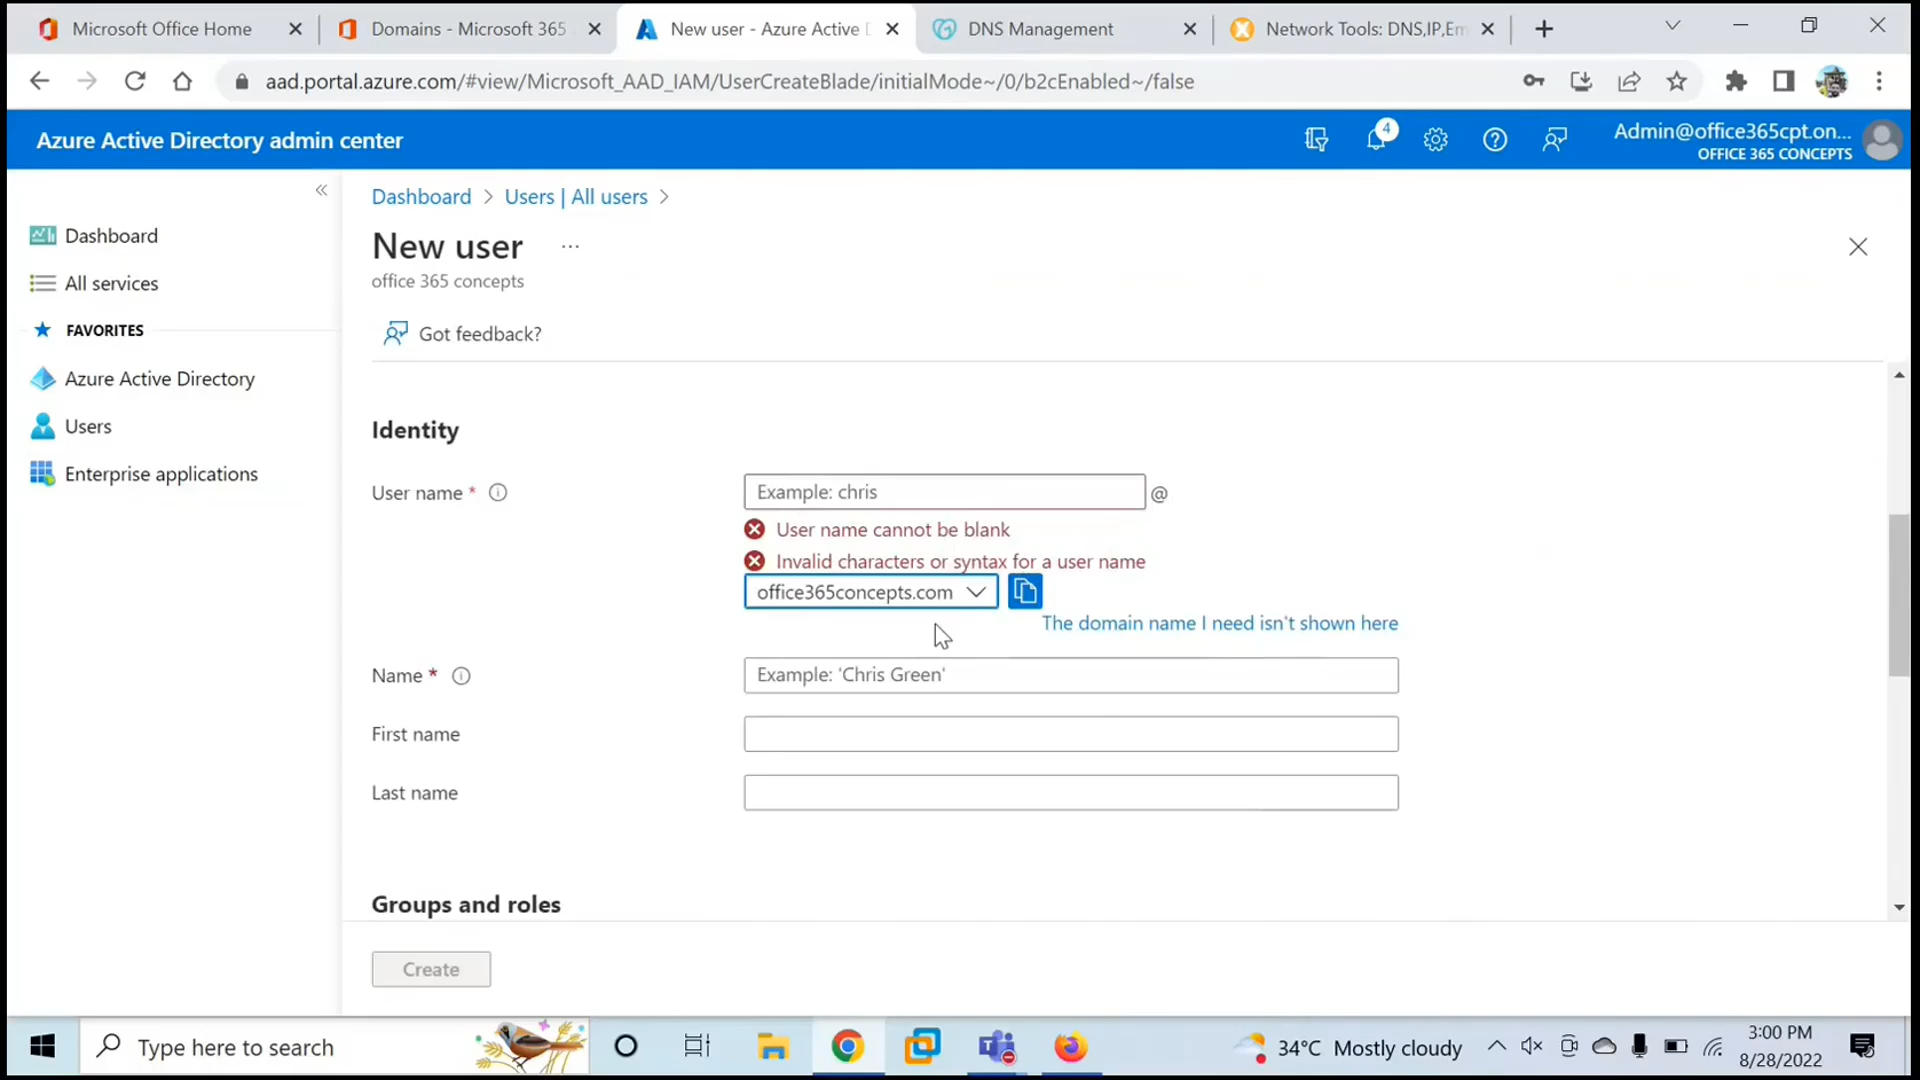 Microsoft Office Home
Domains - Microsoft 365
New user - Azure Active D
DNS Management
Network Tools: DNS,IP,Em
aad.portal.azure.com/#view/Microsoft_AAD_IAM/UserCreateBlade/initialMode~/0/b2cEnabled~/false
Azure Active Directory admin center
4
Admin@office365cpt.on...
OFFICE 365 CONCEPTS
«
Dashboard
All services
FAVORITES
Azure Active Directory
Users
Enterprise applications
Dashboard > Users | All users >
New user ...
office 365 concepts
Got feedback?
Identity
User name *
Example: chris @
User name cannot be blank
Invalid characters or syntax for a user name
office365concepts.com
The domain name I need isn't shown here
Name *
Example: 'Chris Green'
First name
Last name
Groups and roles
Create
Type here to search
34°C Mostly cloudy
3:00 PM
8/28/2022